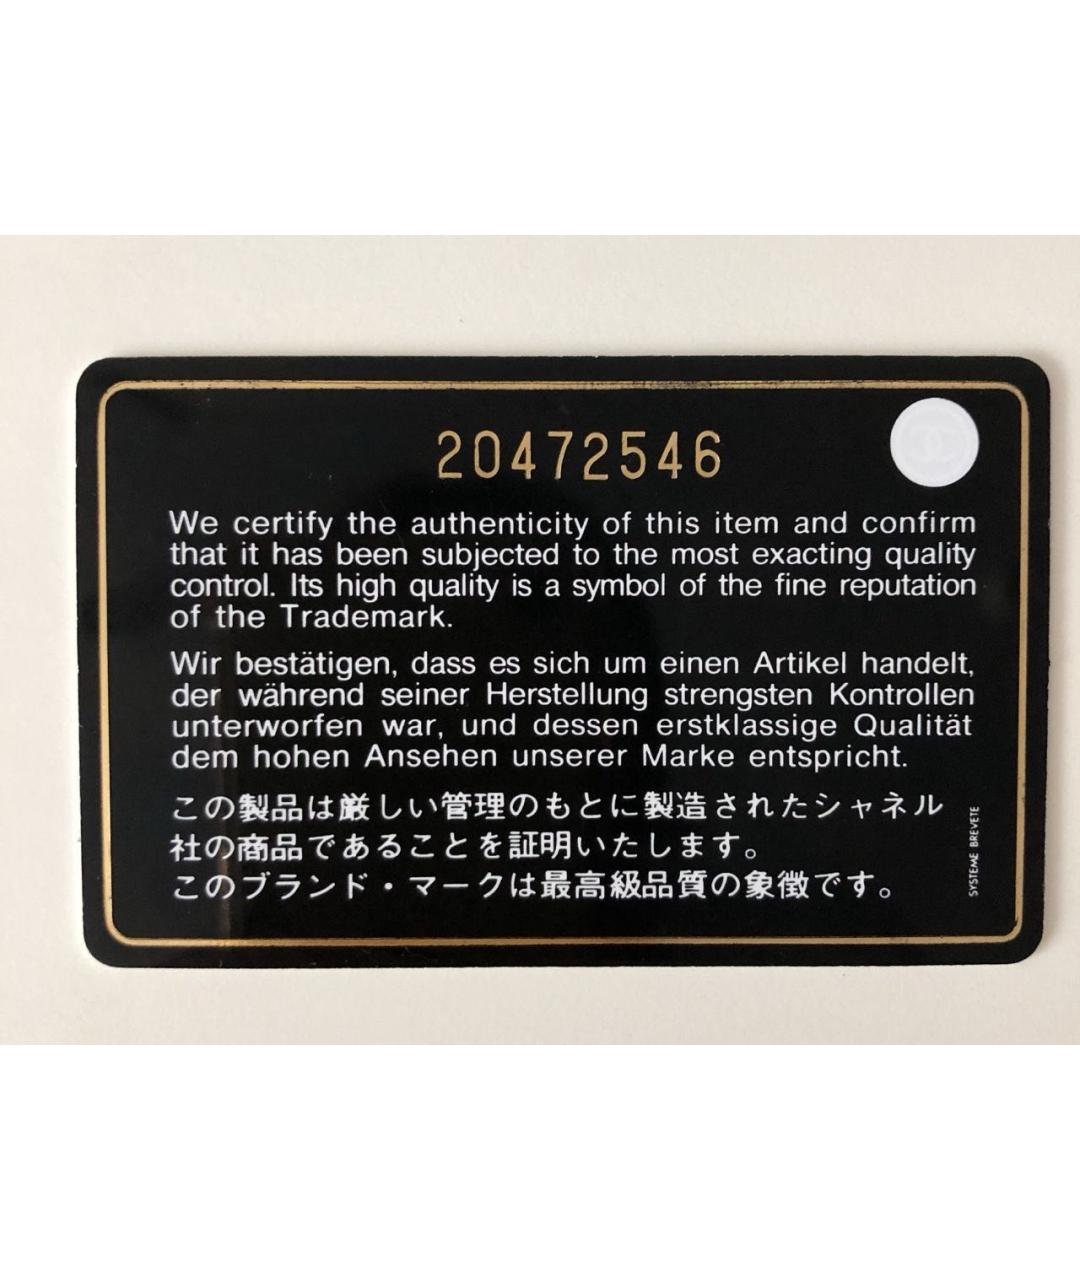 20472546
We certify the authenticity of this item and confirm
that it has been subjected to the most exacting quality
control. Its high quality is a symbol of the fine reputation
of the Trademark.
Wir bestätigen, dass es sich um einen Artikel handelt,
der während seiner Herstellung strengsten Kontrollen
unterworfen war, und dessen erstklassige Qualität
dem hohen Ansehen unserer Marke entspricht.
この製品は厳しい管理のもとに製造されたシャネル
社の商品であることを証明いたします。
このブランド・マークは最高級品質の象徴です。
SYSTEME BREVETE